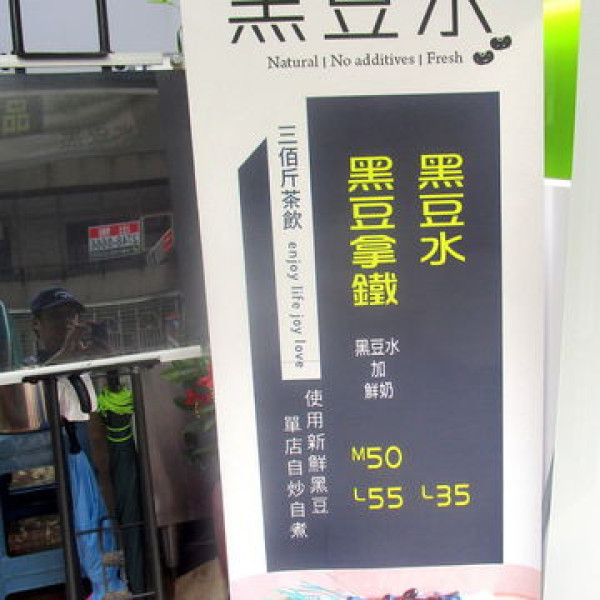 黑豆水
Natural | No additives | Fresh
黑豆水
黑豆拿鐵
黑豆水
加
鮮奶
M50
L55
L35
三佰斤茶飲 enjoy life joy love
使用新鮮黑豆
單店自炒自煮
品